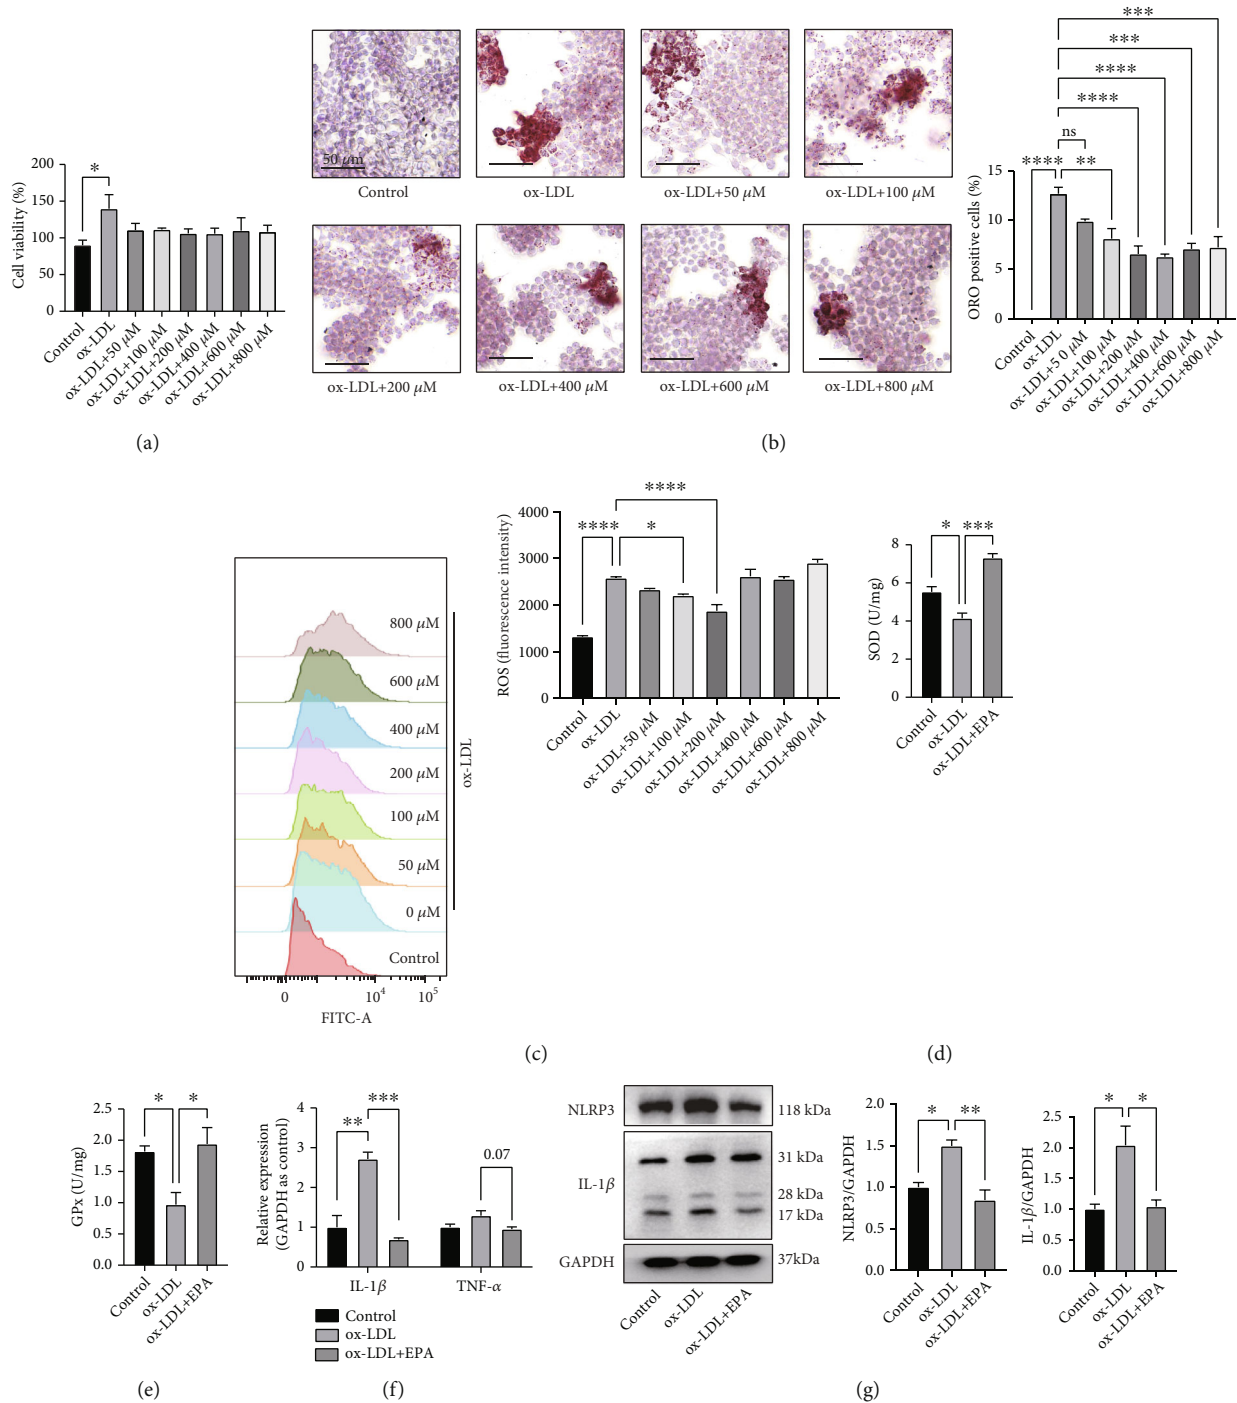 200
150
100
50
0
Cell viability (%)
*
Control
ox-LDL
ox-LDL+50 μM
ox-LDL+100 μM
ox-LDL+200 μM
ox-LDL+400 μM
ox-LDL+600 μM
ox-LDL+800 μM
(a)
50 μm
Control
ox-LDL
ox-LDL+50 μM
ox-LDL+100 μM
ox-LDL+200 μM
ox-LDL+400 μM
ox-LDL+600 μM
ox-LDL+800 μM
***
***
****
****
ns
**** **
15
10
5
0
ORO positive cells (%)
Control
ox-LDL
ox-LDL+5 0 μM
ox-LDL+100 μM
ox-LDL+200 μM
ox-LDL+400 μM
ox-LDL+600 μM
ox-LDL+800 μM
(b)
800 μM
600 μM
400 μM
200 μM
100 μM
50 μM
0 μM
Control
ox-LDL
0 10⁴ 10⁵
FITC-A
****
**** *
4000
3000
2000
1000
0
ROS (fluorescence intensity)
Control
ox-LDL
ox-LDL+50 μM
ox-LDL+100 μM
ox-LDL+200 μM
ox-LDL+400 μM
ox-LDL+600 μM
ox-LDL+800 μM
(c)
* ***
8
6
4
2
0
SOD (U/mg)
Control
ox-LDL
ox-LDL+EPA
(d)
* *
2.0
1.5
1.0
0.5
0.0
GPx (U/mg)
Control
ox-LDL
ox-LDL+EPA
(e)
***
**
0.07
4
3
2
1
0
Relative expression
(GAPDH as control)
IL-1β TNF-α
Control
ox-LDL
ox-LDL+EPA
(f)
NLRP3 118 kDa
31 kDa
IL-1β
28 kDa
17 kDa
GAPDH 37kDa
Control
ox-LDL
ox-LDL+EPA
* **
2.0
1.5
1.0
0.5
0.0
NLRP3/GAPDH
Control
ox-LDL
ox-LDL+EPA
* *
2.5
2.0
1.5
1.0
0.5
0.0
IL-1β/GAPDH
Control
ox-LDL
ox-LDL+EPA
(g)